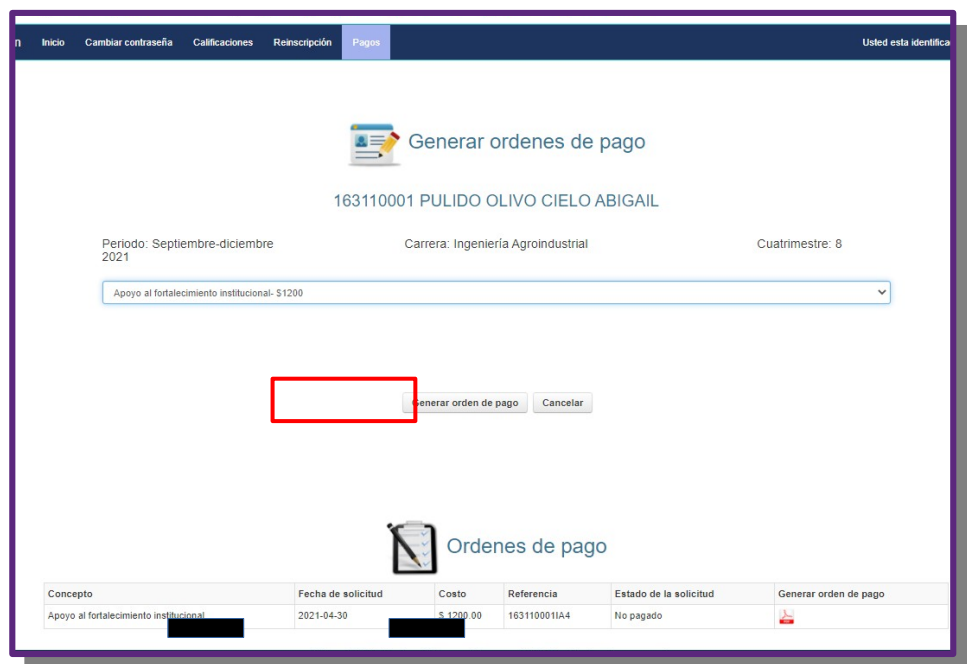 n Inicio Cambiar contraseña Calificaciones Reinscripción Pagos Usted esta identifica
Generar ordenes de pago
163110001 PULIDO OLIVO CIELO ABIGAIL
Periodo: Septiembre-diciembre 
2021
Carrera: Ingeniería Agroindustrial
Cuatrimestre: 8
Apoyo al fortalecimiento institucional- $1200
Generar orden de pago Cancelar
Ordenes de pago
Concepto Fecha de solicitud Costo Referencia Estado de la solicitud Generar orden de pago
Apoyo al fortalecimiento institucional 2021-04-30 $ 1200.00 163110001IA4 No pagado